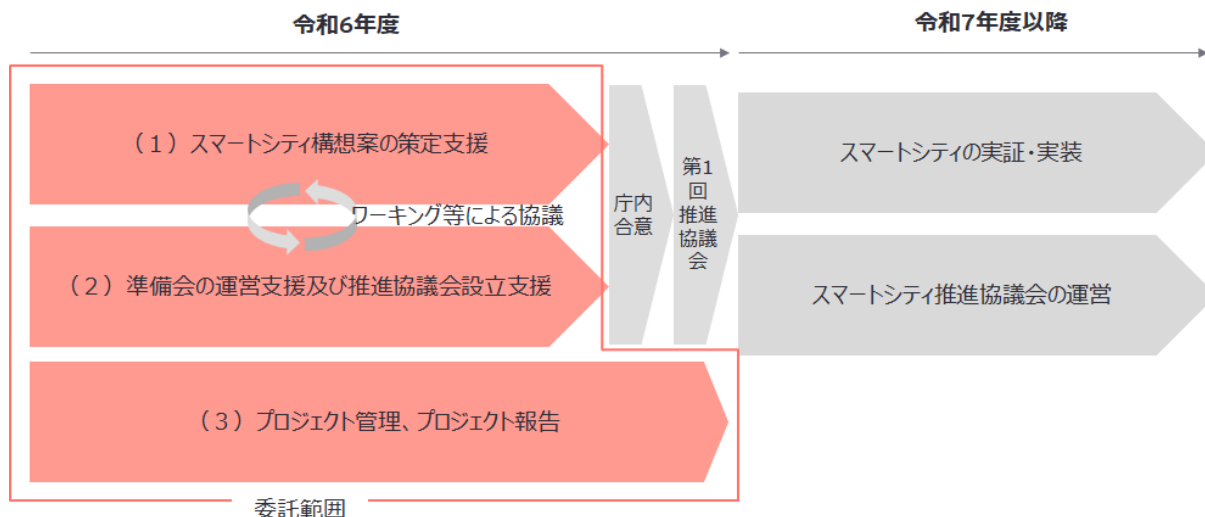 令和6年度
令和7年度以降
（１）スマートシティ構想案の策定支援
ワーキング等による協議
（２）準備会の運営支援及び推進協議会設立支援
（３）プロジェクト管理、プロジェクト報告
委託範囲
庁内
合意
第1
回
推進
協議
会
スマートシティの実証・実装
スマートシティ推進協議会の運営